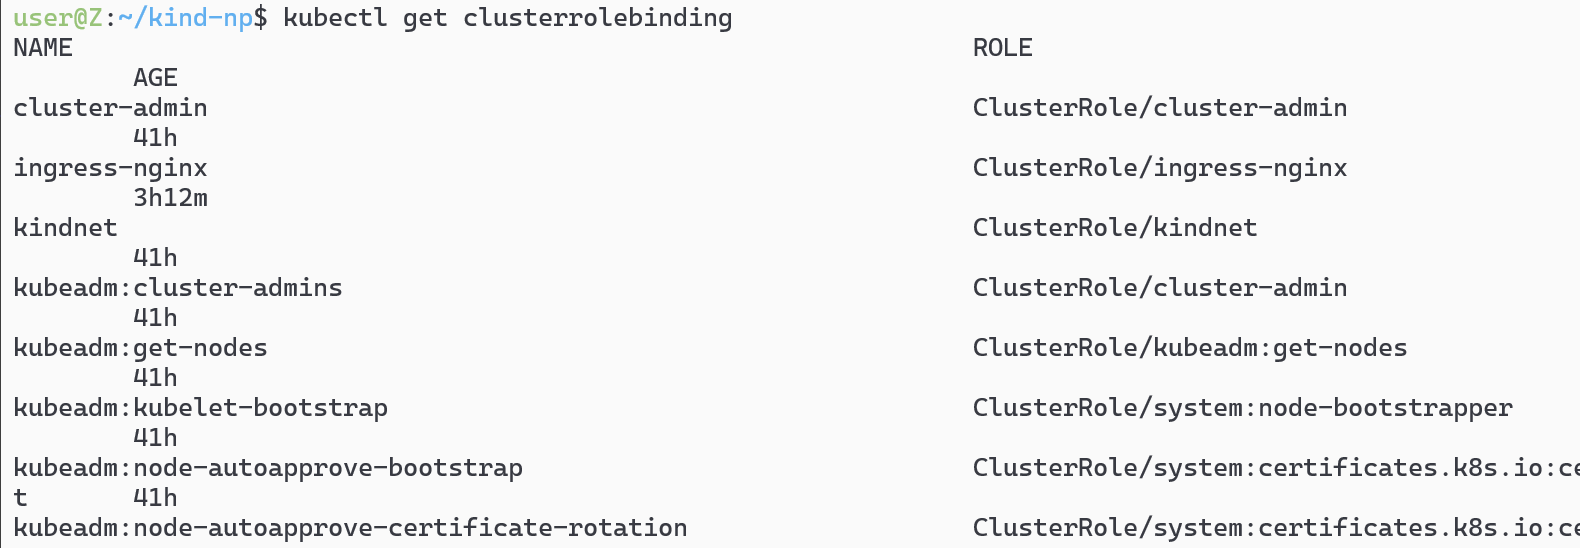 user@Z:~/kind-np$ kubectl get clusterrolebinding
NAME ROLE
AGE
cluster-admin ClusterRole/cluster-admin
41h
ingress-nginx ClusterRole/ingress-nginx
3h12m
kindnet ClusterRole/kindnet
41h
kubeadm:cluster-admins ClusterRole/cluster-admin
41h
kubeadm:get-nodes ClusterRole/kubeadm:get-nodes
41h
kubeadm:kubelet-bootstrap ClusterRole/system:node-bootstrapper
41h
kubeadm:node-autoapprove-bootstrap ClusterRole/system:certificates.k8s.io:ce
t 41h
kubeadm:node-autoapprove-certificate-rotation ClusterRole/system:certificates.k8s.io:ce